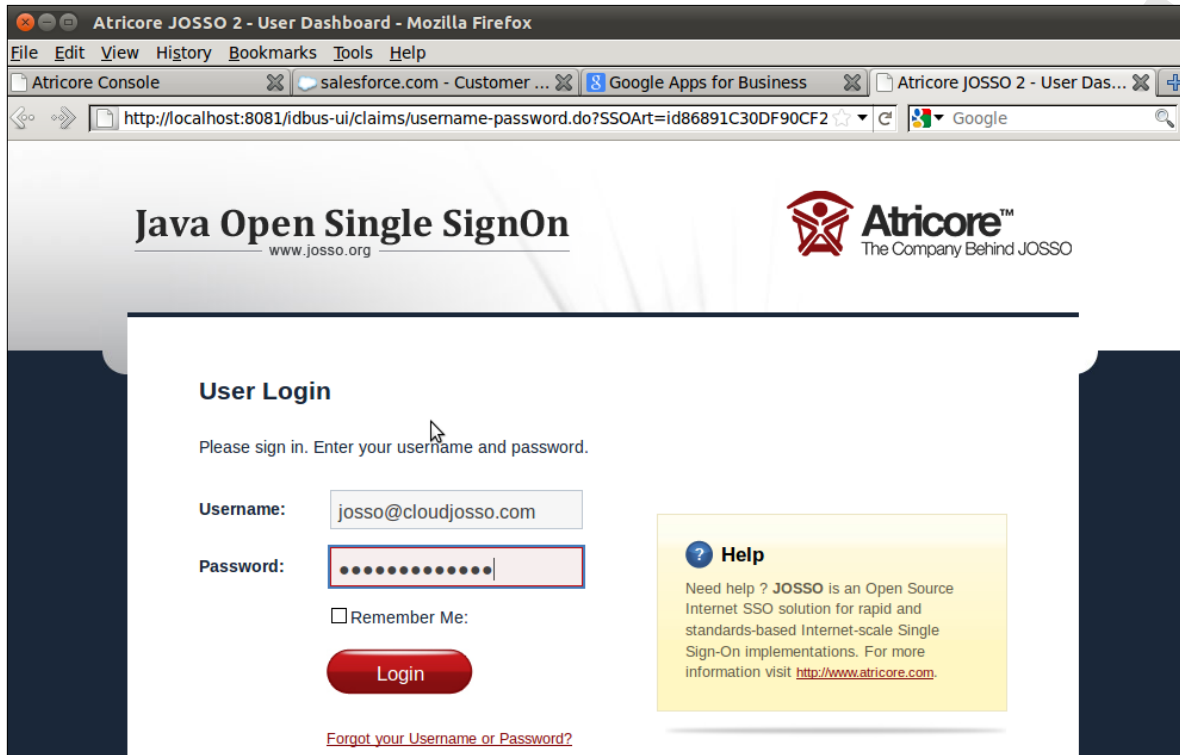 Atricore JOSSO 2 - User Dashboard - Mozilla Firefox
File Edit View History Bookmarks Tools Help
Atricore Console salesforce.com - Customer ... Google Apps for Business Atricore JOSSO 2 - User Das...
http://localhost:8081/idbus-ui/claims/username-password.do?SSOArt=id86891C30DF90CF2 Google
Java Open Single SignOn
www.josso.org
Atricore™
The Company Behind JOSSO
User Login
Please sign in. Enter your username and password.
Username: josso@cloudjosso.com
Password: ●●●●●●●●●●●●●
Remember Me:
Login
Forgot your Username or Password?
? Help
Need help ? JOSSO is an Open Source
Internet SSO solution for rapid and
standards-based Internet-scale Single
Sign-On implementations. For more
information visit http://www.atricore.com.